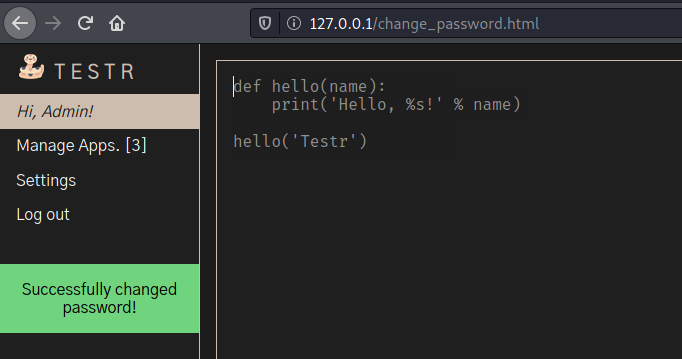 127.0.0.1/change_password.html
TESTR
Hi, Admin!
Manage Apps. [3]
Settings
Log out
Successfully changed
password!
def hello(name):
    print('Hello, %s!' % name)
hello('Testr')